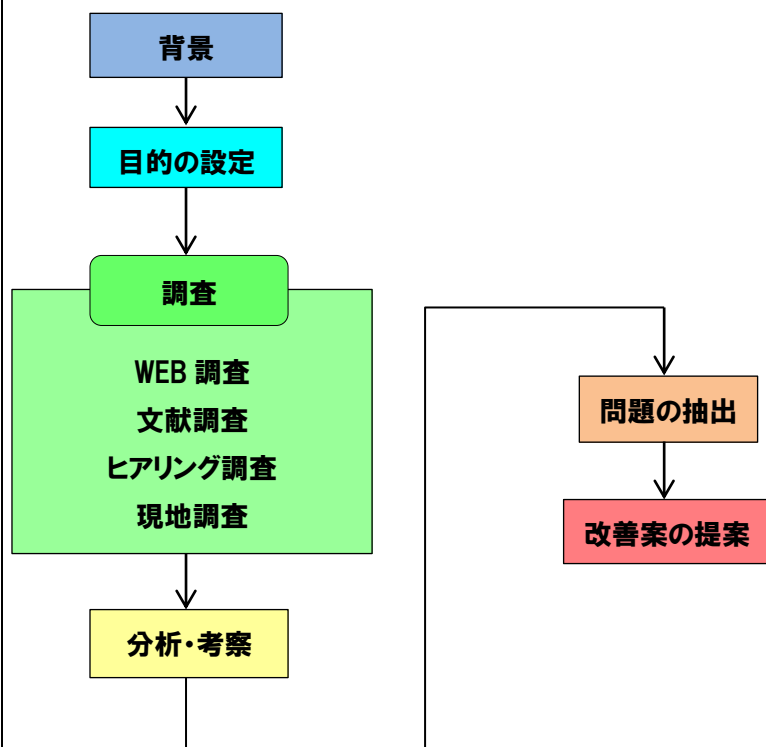 背景
目的の設定
調査
WEB 調査
文献調査
ヒアリング調査
現地調査
分析・考察
問題の抽出
改善案の提案